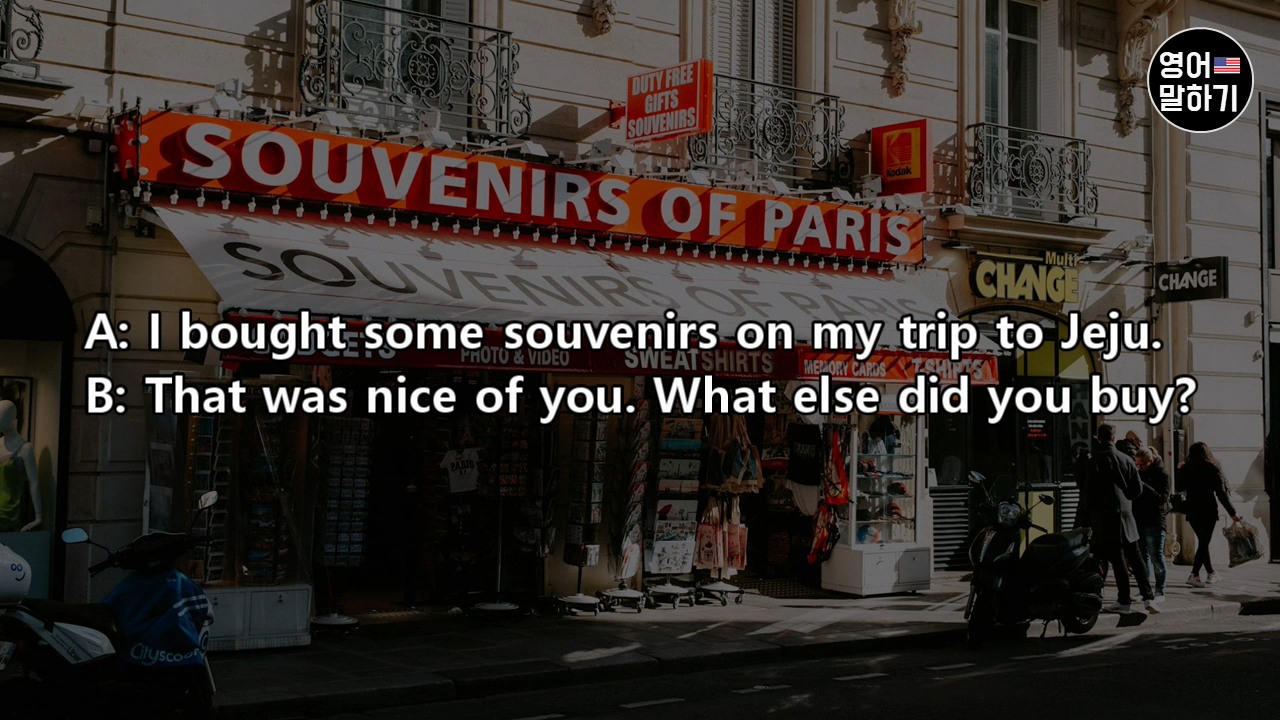 영어
말하기
DUTY FREE
GIFTS
SOUVENIRS
Kodak
SOUVENIRS OF PARIS
SOUVENIRS OF PARIS
Multi
CHANGE
CHANGE
A: I bought some souvenirs on my trip to Jeju.
PHOTO & VIDEO
SWEATSHIRTS
MEMORY CARDS
T-SHIRTS
B: That was nice of you. What else did you buy?
PARIS
Cityscoot